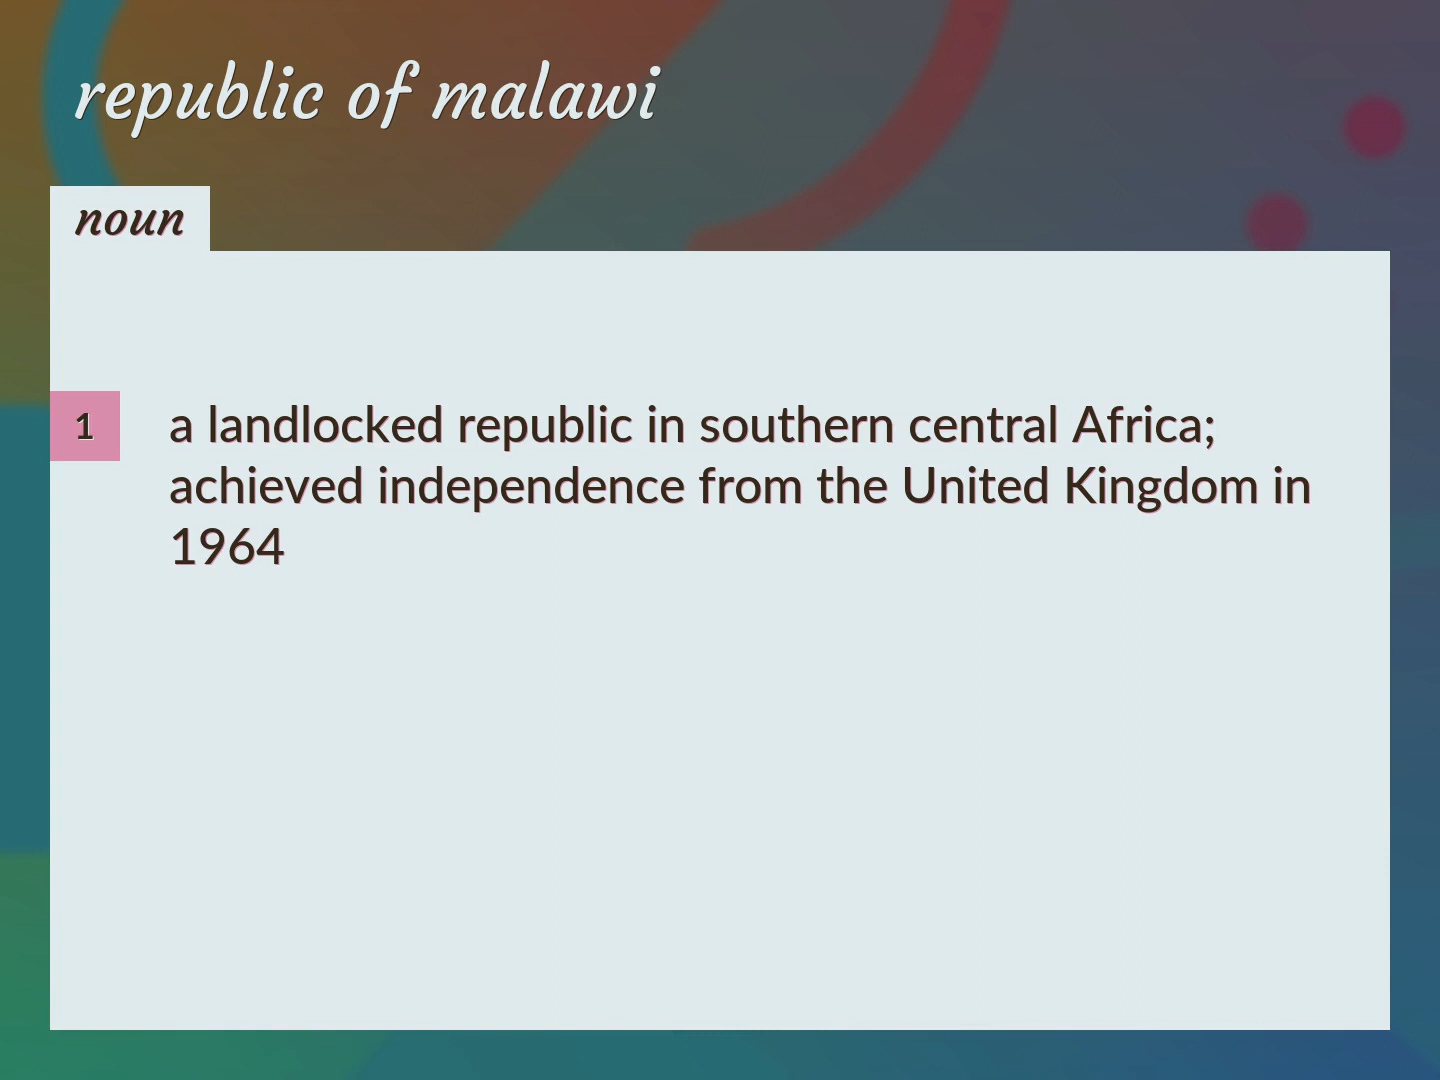 republic of malawi
noun
1
a landlocked republic in southern central Africa;
achieved independence from the United Kingdom in
1964